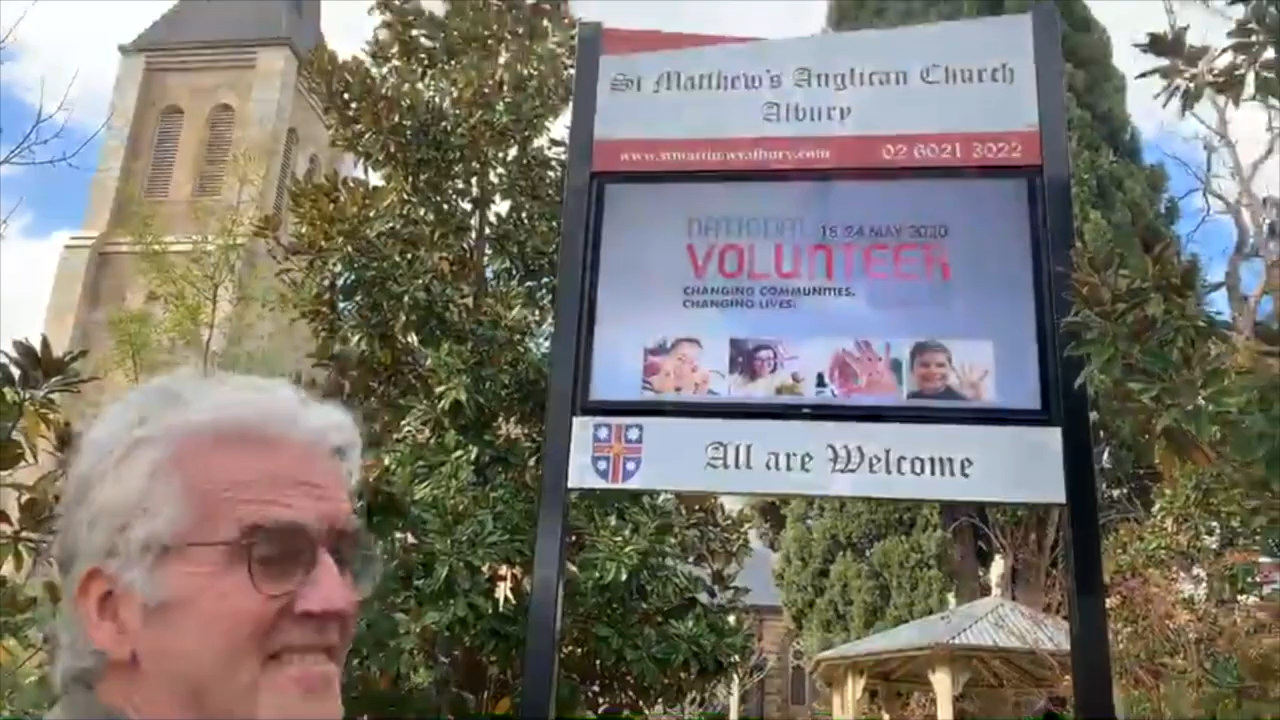 St Matthew's Anglican Church
Albury
02 6021 3022
NATIONAL 18-24 MAY 2020
VOLUNTEER
CHANGING COMMUNITIES.
CHANGING LIVES.
All are Welcome